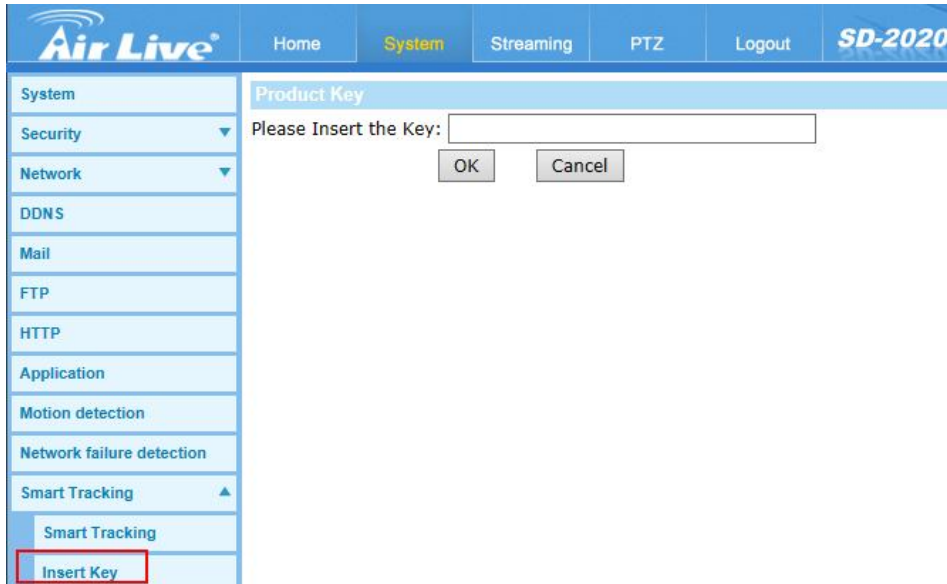 Air Live®
Home System Streaming PTZ Logout SD-2020
System
Product Key
Security
Please Insert the Key:
Network
OK Cancel
DDNS
Mail
FTP
HTTP
Application
Motion detection
Network failure detection
Smart Tracking
Smart Tracking
Insert Key